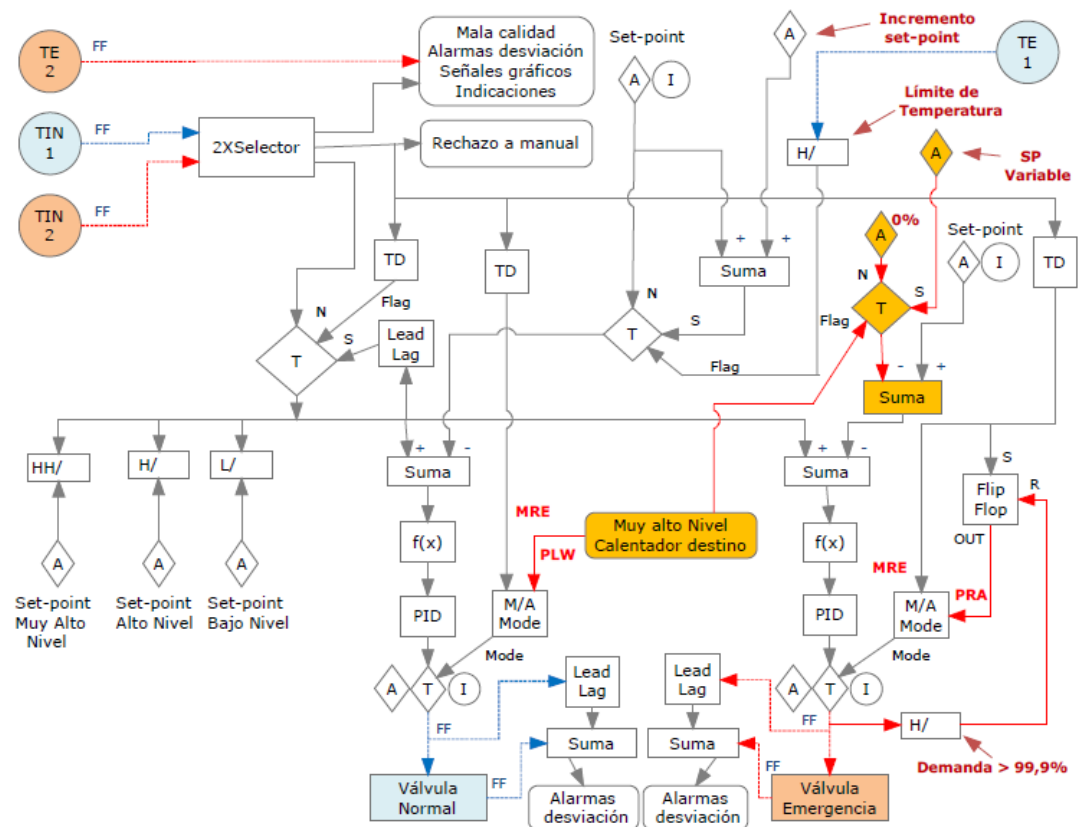 TE
2
FF
Mala calidad
Alarmas desviación
Señales gráficos
Indicaciones
Set-point
A
I
A
Incremento
set-point
TE
1
TIN
1
FF
2XSelector
Rechazo a manual
H/
Límite de
Temperatura
A
SP
Variable
TIN
2
FF
A
0%
Set-point
A
I
TD
TD
TD
+
+
Suma
N
Flag
S
Lead
Lag
T
N
S
T
Flag
N
S
Flag
T
-
+
Suma
HH/
H/
L/
+
-
Suma
+
-
Suma
S
R
Flip
Flop
OUT
f(x)
MRE
PLW
Muy alto Nivel
Calentador destino
f(x)
MRE
PRA
A
A
A
Set-point
Muy Alto
Nivel
Set-point
Alto Nivel
Set-point
Bajo Nivel
PID
M/A
Mode
PID
M/A
Mode
Mode
Mode
A
T
I
Lead
Lag
Lead
Lag
A
T
I
FF
FF
H/
Suma
Suma
Demanda > 99,9%
Válvula
Normal
FF
FF
Válvula
Emergencia
Alarmas
desviación
Alarmas
desviación